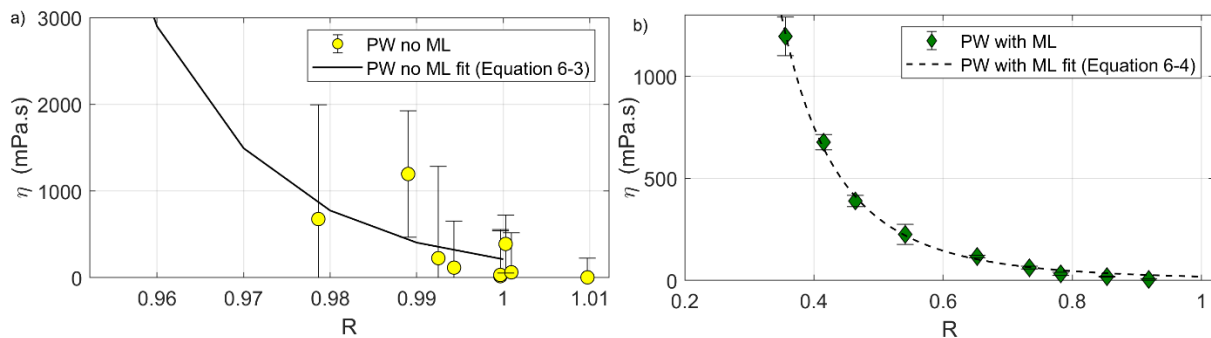 a)
3000
2000
1000
0
η (mPa.s)
PW no ML
PW no ML fit (Equation 6-3)
0.96
0.97
0.98
0.99
1
1.01
R
b)
1000
500
0
η (mPa.s)
PW with ML
PW with ML fit (Equation 6-4)
0.2
0.4
0.6
0.8
1
R